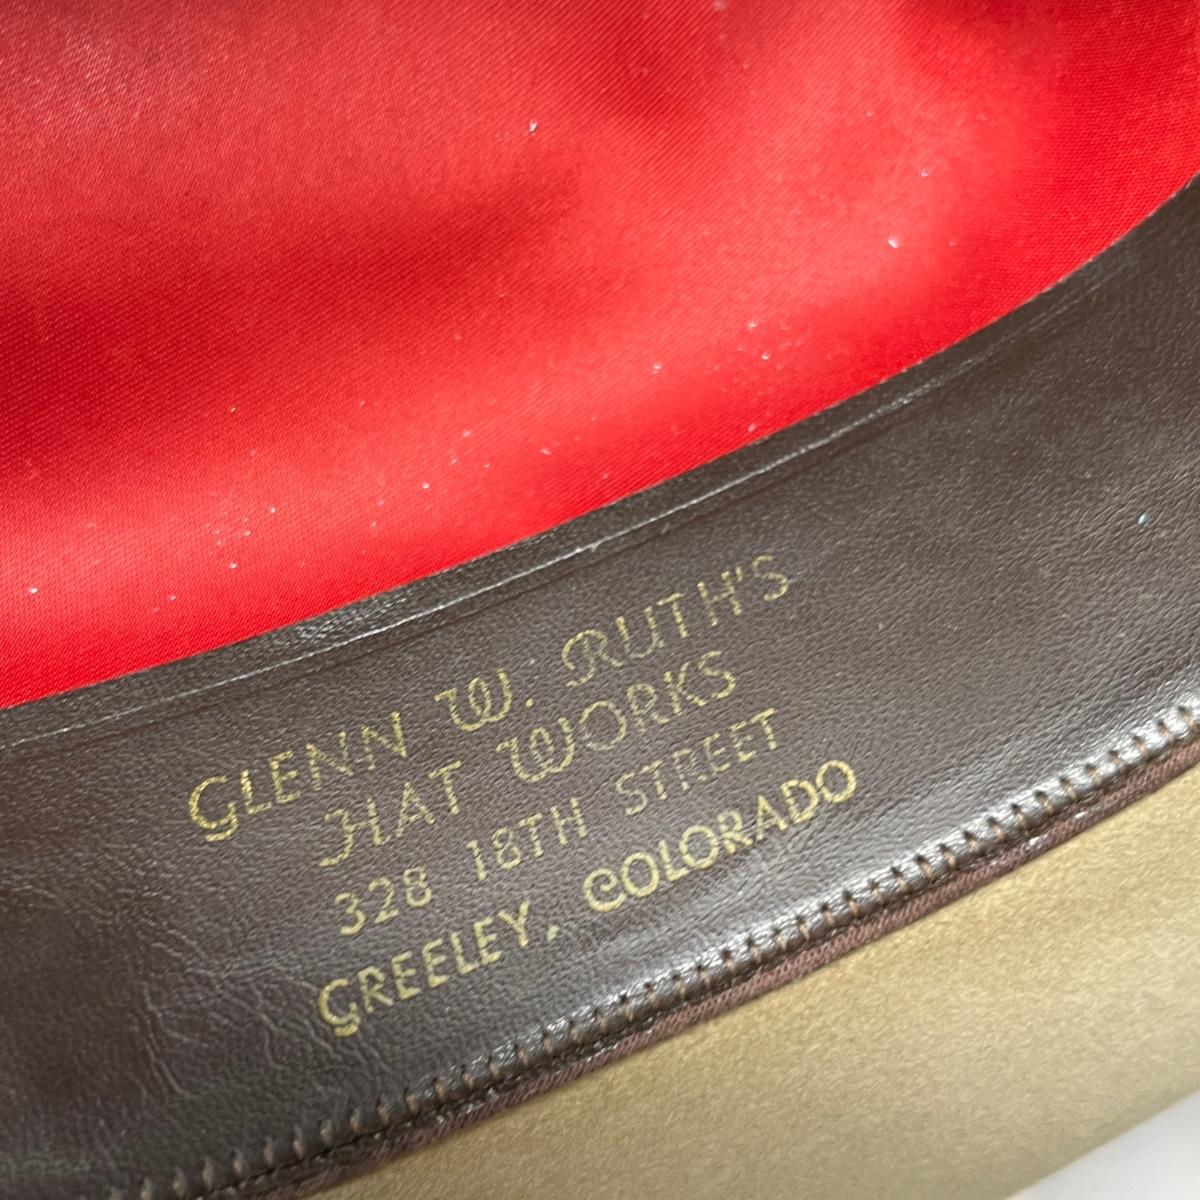 GLENN W. RUTH'S
HAT WORKS
328 18TH STREET
GREELEY, COLORADO